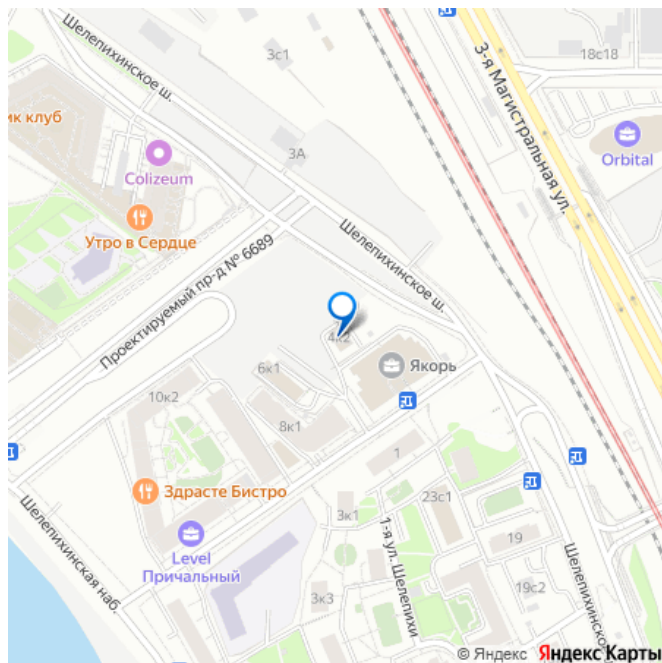 Шелепихинское ш.
3с1
18с18
3-я Магистральная ул.
ик клуб
Colizeum
3А
Orbital
Утро в Сердце
Шелепихинское ш.
Проектируемый пр-д № 6689
4к2
6к1
Якорь
10к2
8к1
1
Здрасте Бистро
23с1
Шелепихинская наб.
Level
Причальный
3к1
1-я ул. Шелепихи
19
Шелепихинское
3к3
19с2
© Яндекс Яндекс Карты